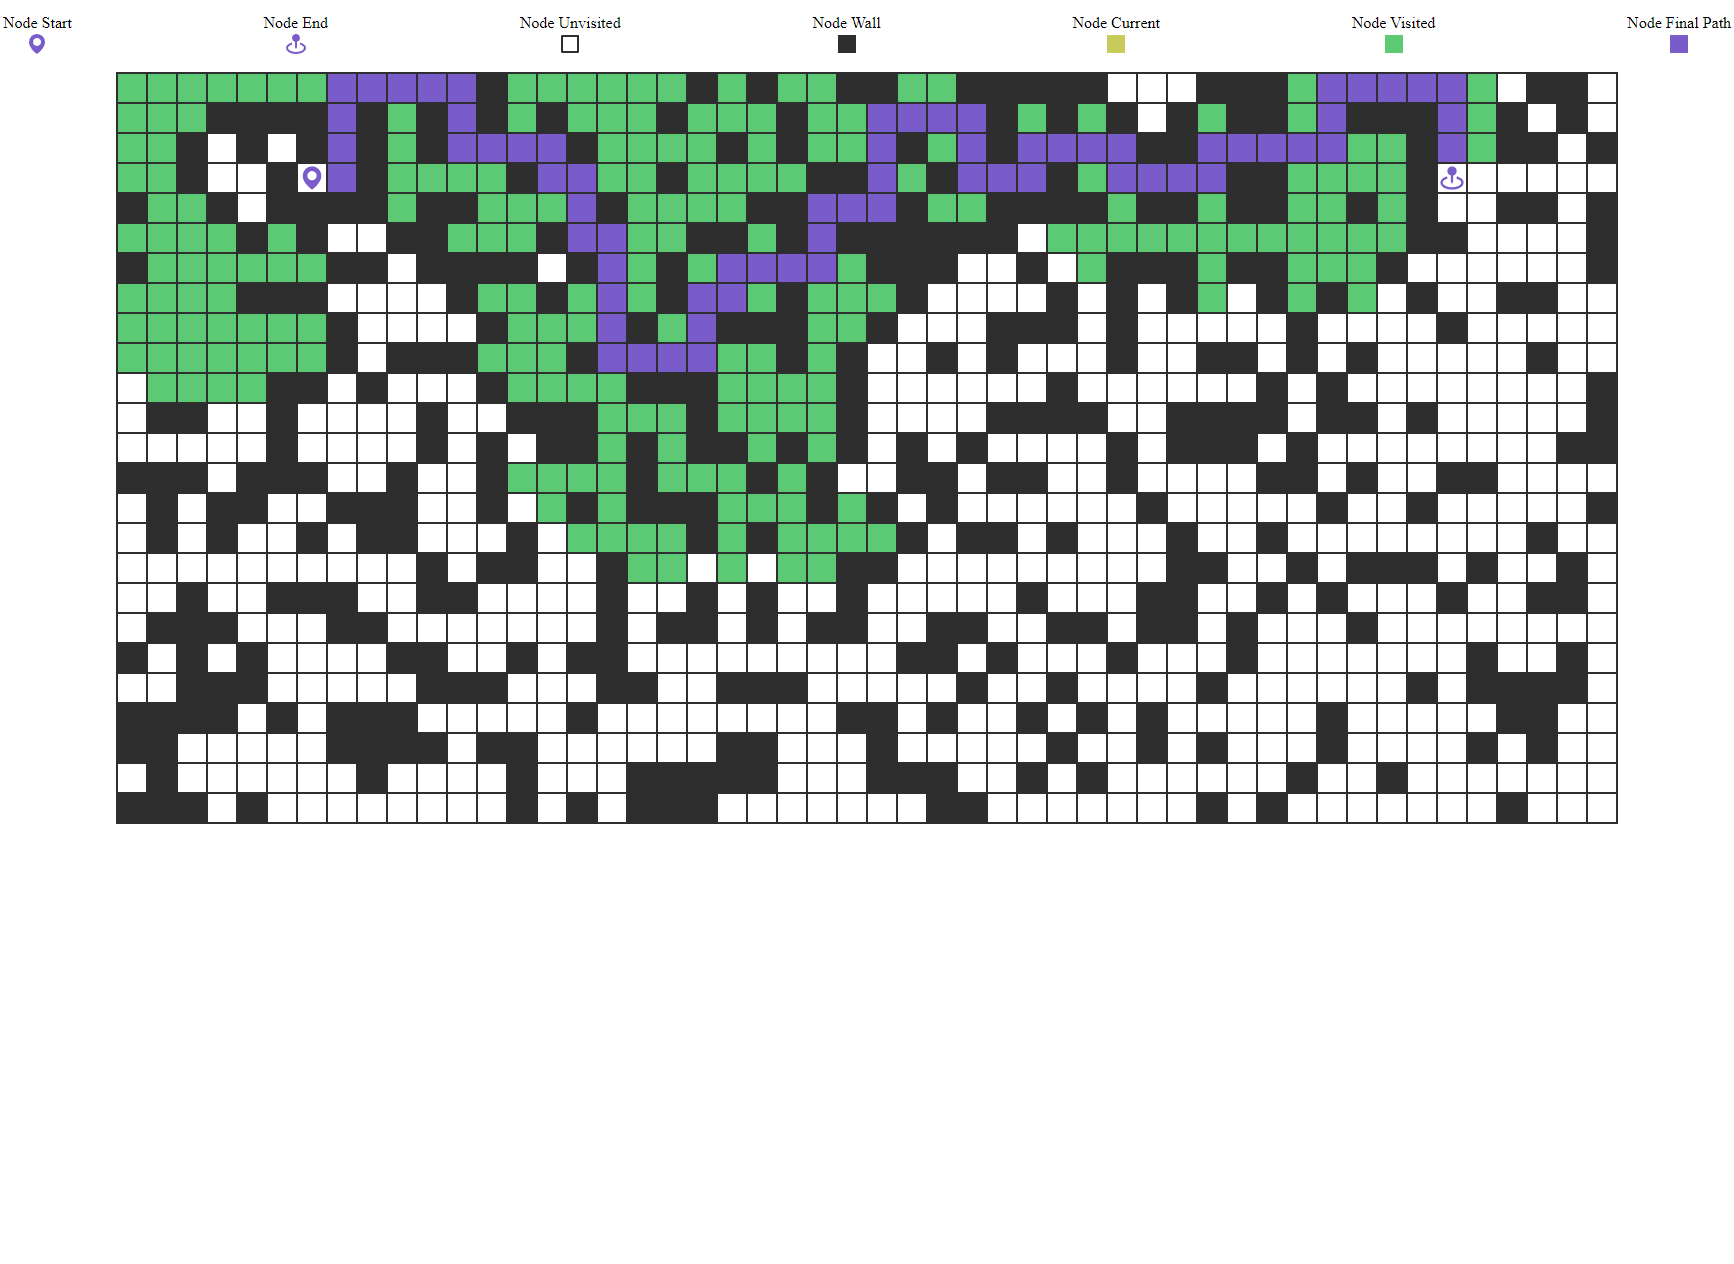 Node Start
Node End
Node Unvisited
Node Wall
Node Current
Node Visited
Node Final Path